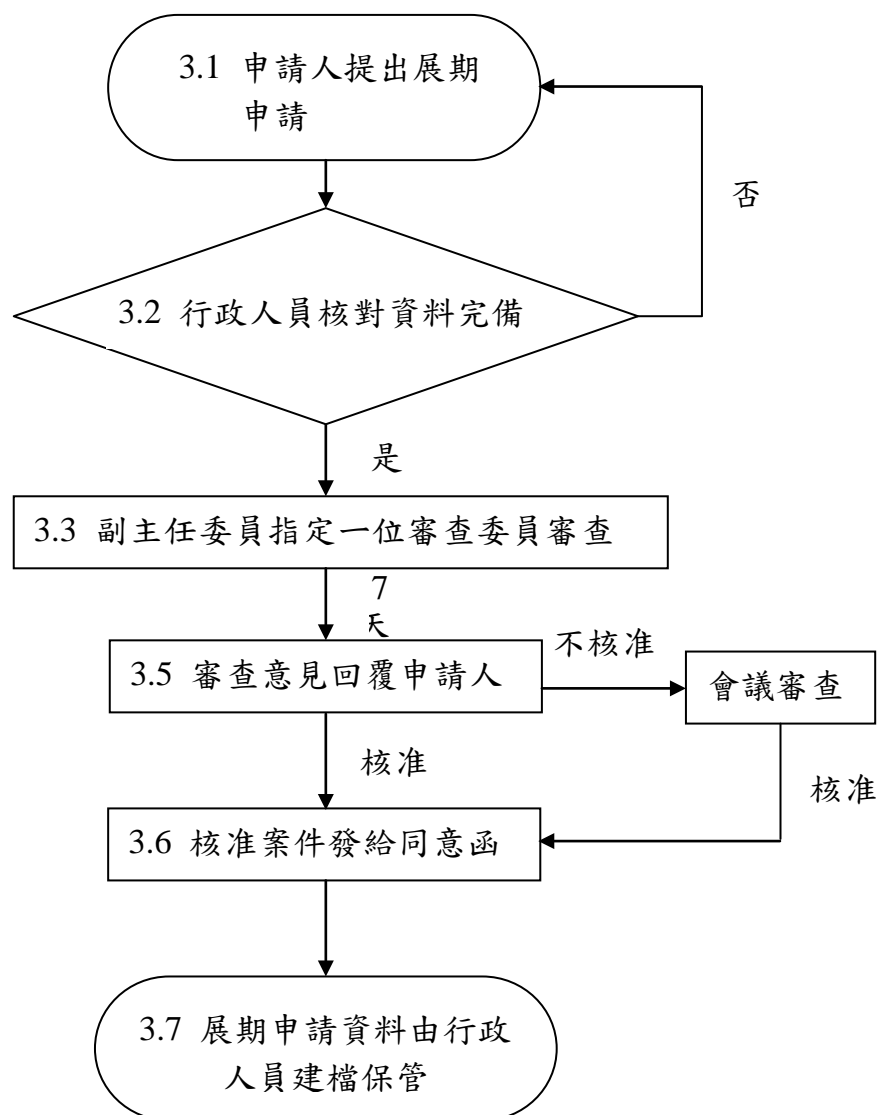 3.1 申請人提出展期
申請
否
3.2 行政人員核對資料完備
是
3.3 副主任委員指定一位審查委員審查
7
天
不核准
3.5 審查意見回覆申請人
會議審查
核准
核准
3.6 核准案件發給同意函
3.7 展期申請資料由行政
人員建檔保管